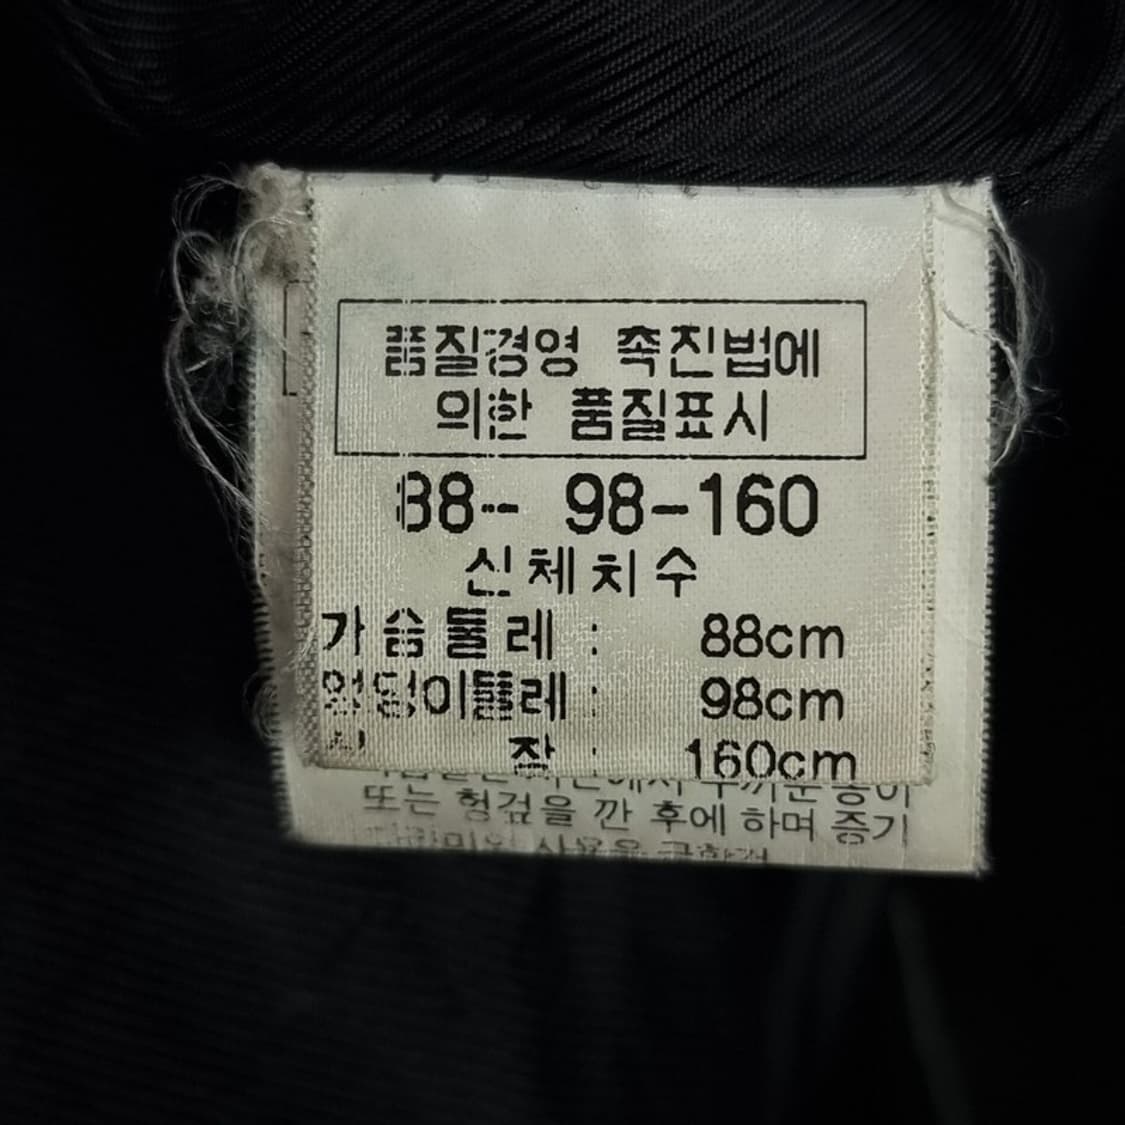 품질경영 촉진법에
의한 품질표시
88-- 98-160
신체치수
가슴둘레 : 88cm
엉덩이둘레 : 98cm
신 장 : 160cm
또는 헝겊을 깐 후에 하며 증기